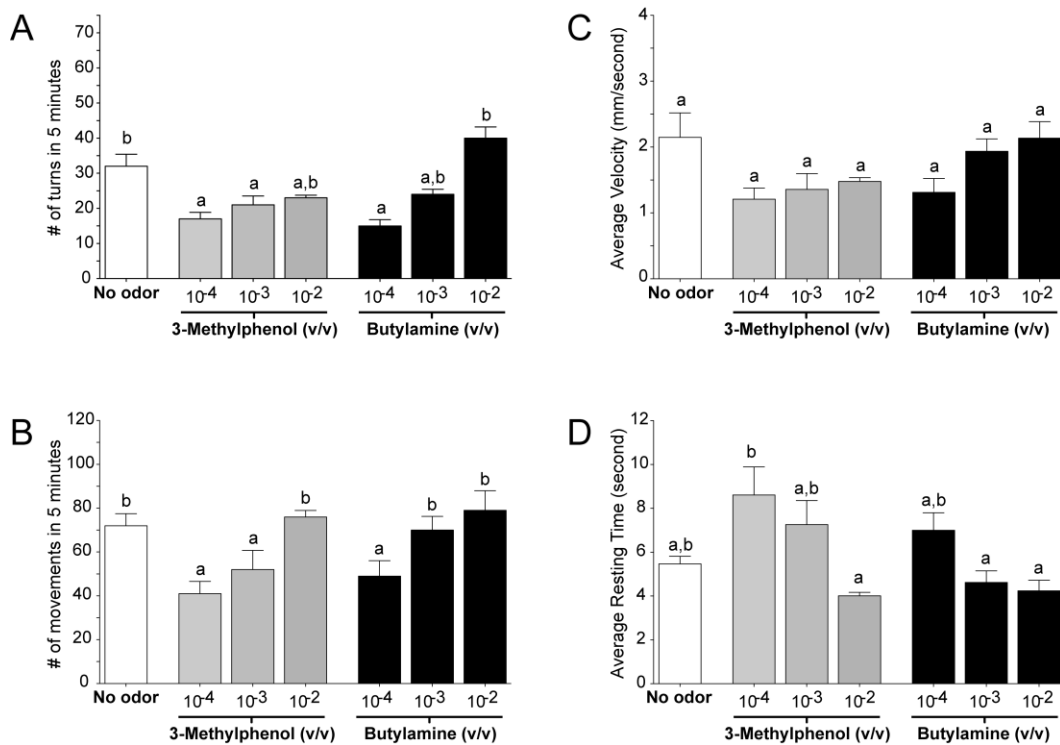 A
# of turns in 5 minutes
80
70
60
50
40
30
20
10
0
b
a
a
a,b
a
a,b
b
No odor
10-4 10-3 10-2
10-4 10-3 10-2
3-Methylphenol (v/v)
Butylamine (v/v)
C
Average Velocity (mm/second)
4
3
2
1
0
a
a
a
a
a
a
a
No odor
10-4 10-3 10-2
10-4 10-3 10-2
3-Methylphenol (v/v)
Butylamine (v/v)
B
# of movements in 5 minutes
120
100
80
60
40
20
0
b
a
a
b
a
b
b
No odor
10-4 10-3 10-2
10-4 10-3 10-2
3-Methylphenol (v/v)
Butylamine (v/v)
D
Average Resting Time (second)
12
10
8
6
4
2
0
a,b
b
a,b
a
a,b
a
a
No odor
10-4 10-3 10-2
10-4 10-3 10-2
3-Methylphenol (v/v)
Butylamine (v/v)